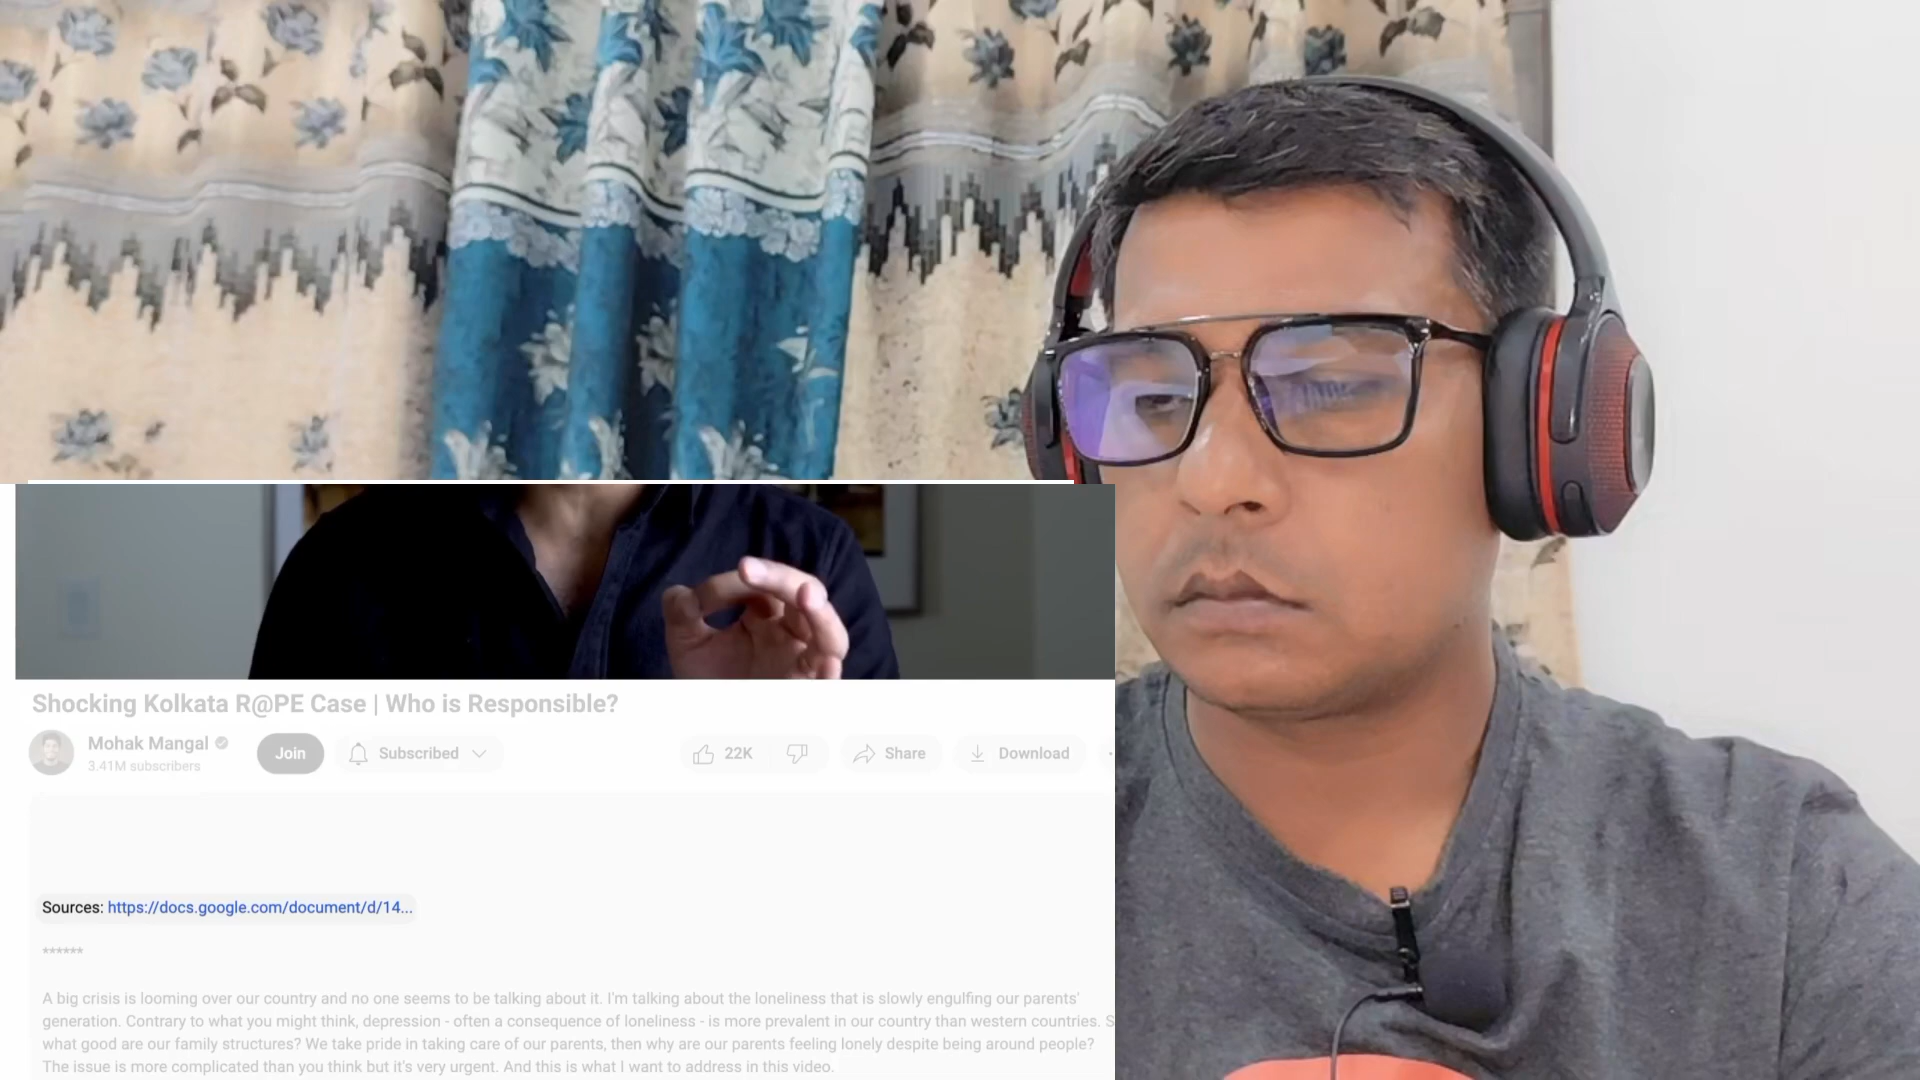 Shocking Kolkata R@PE Case | Who is Responsible?
Mohak Mangal
3.41M subscribers
Join
Subscribed
22K
Share
Download
Sources: https://docs.google.com/document/d/14...
******
A big crisis is looming over our country and no one seems to be talking about it. I'm talking about the loneliness that is slowly engulfing our parents'
generation. Contrary to what you might think, depression - often a consequence of loneliness - is more prevalent in our country than western countries. S
what good are our family structures? We take pride in taking care of our parents, then why are our parents feeling lonely despite being around people?
The issue is more complicated than you think but it's very urgent. And this is what I want to address in this video.